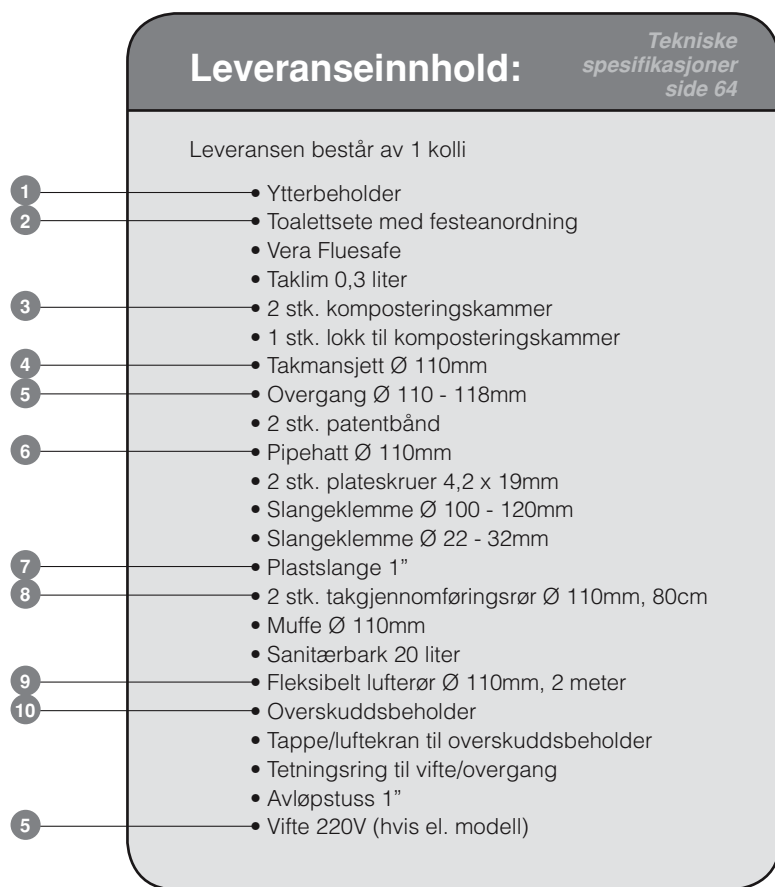 Leveranseinnhold:
Tekniske
spesifikasjoner
side 64
Leveransen består av 1 kolli
1 • Ytterbeholder
2 • Toalettsete med festeanordning
• Vera Fluesafe
• Taklim 0,3 liter
3 • 2 stk. komposteringskammer
• 1 stk. lokk til komposteringskammer
4 • Takmansjett Ø 110mm
5 • Overgang Ø 110 - 118mm
• 2 stk. patentbånd
6 • Pipehatt Ø 110mm
• 2 stk. plateskruer 4,2 x 19mm
• Slangeklemme Ø 100 - 120mm
• Slangeklemme Ø 22 - 32mm
7 • Plastslange 1”
8 • 2 stk. takgjennomføringsrør Ø 110mm, 80cm
• Muffe Ø 110mm
• Sanitærbark 20 liter
9 • Fleksibelt lufterør Ø 110mm, 2 meter
10 • Overskuddsbeholder
• Tappe/luftekran til overskuddsbeholder
• Tetningsring til vifte/overgang
• Avløpstuss 1”
5 • Vifte 220V (hvis el. modell)